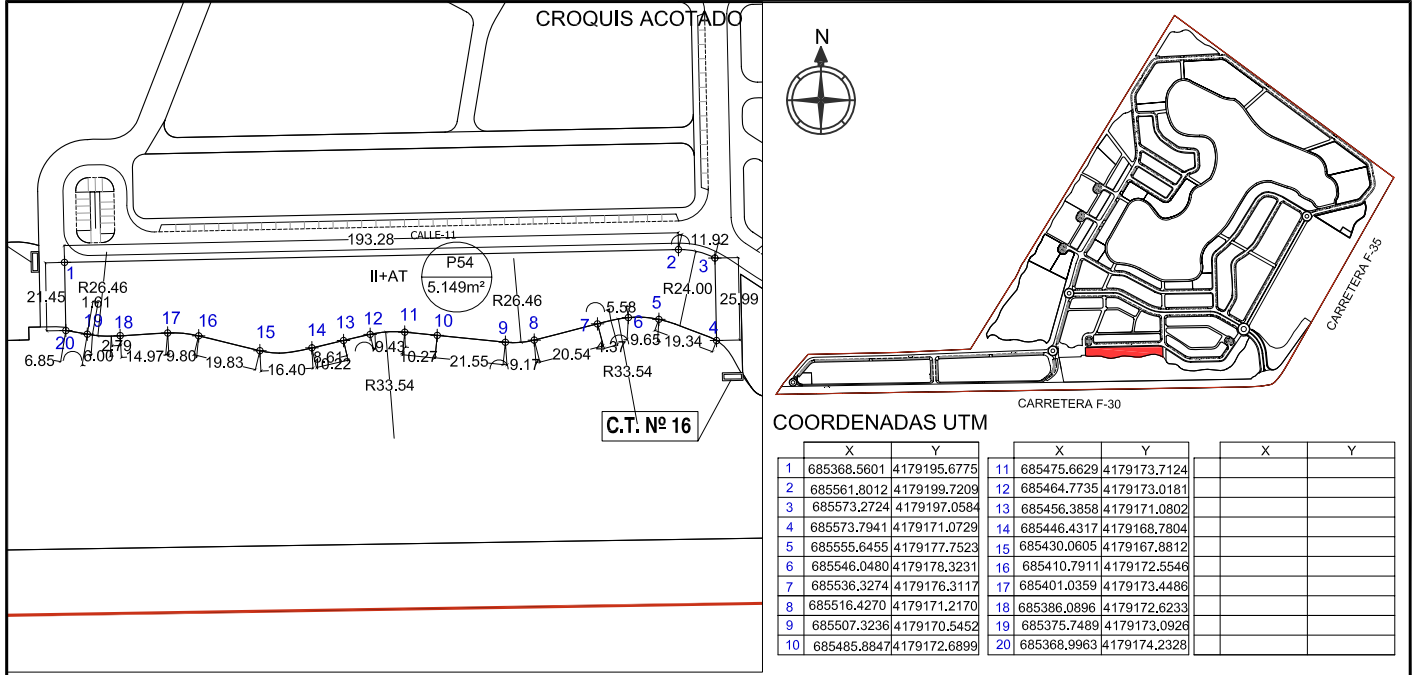 CROQUIS ACOTADO
N
193.28
CALLE-11
11.92
2
3
1
II+AT
P54
5.149m²
R26.46
1.61
21.45
R26.46
R24.00
25.99
5.58
5
7
6
4
19
18
17
16
15
14
13
12
11
10
9
8
20
2.79
9.43
4.37
9.65
19.34
6.85
6.00
14.97
9.80
19.83
16.40
8.61
10.22
10.27
21.55
9.17
20.54
R33.54
R33.54
C.T. Nº 16
CARRETERA F-35
CARRETERA F-30
COORDENADAS UTM
X Y X Y X Y
1 685368.5601 4179195.6775 11 685475.6629 4179173.7124
2 685561.8012 4179199.7209 12 685464.7735 4179173.0181
3 685573.2724 4179197.0584 13 685456.3858 4179171.0802
4 685573.7941 4179171.0729 14 685446.4317 4179168.7804
5 685555.6455 4179177.7523 15 685430.0605 4179167.8812
6 685546.0480 4179178.3231 16 685410.7911 4179172.5546
7 685536.3274 4179176.3117 17 685401.0359 4179173.4486
8 685516.4270 4179171.2170 18 685386.0896 4179172.6233
9 685507.3236 4179170.5452 19 685375.7489 4179173.0926
10 685485.8847 4179172.6899 20 685368.9963 4179174.2328